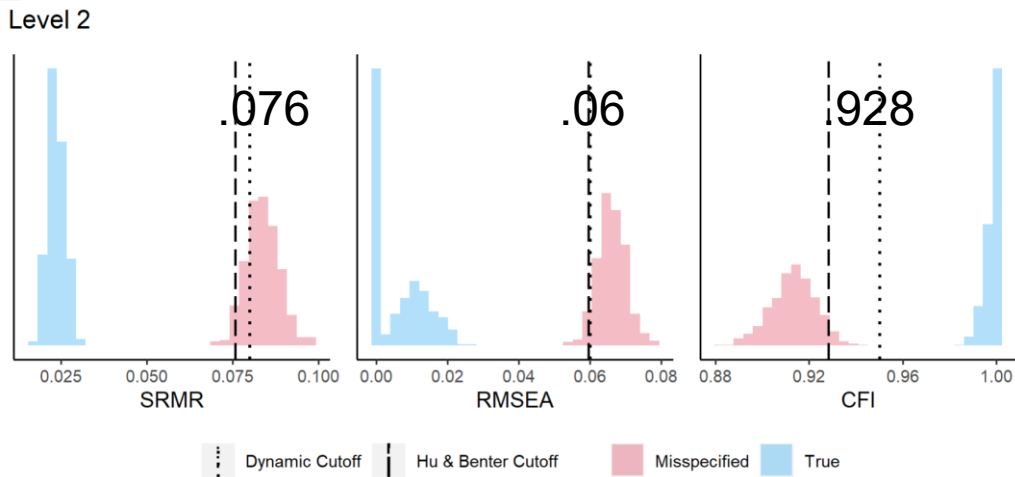 Level 2
.076
.06
.928
0.025 0.050 0.075 0.100
0.00 0.02 0.04 0.06 0.08
0.88 0.92 0.96 1.00
SRMR
RMSEA
CFI
Dynamic Cutoff
Hu & Benter Cutoff
Misspecified
True